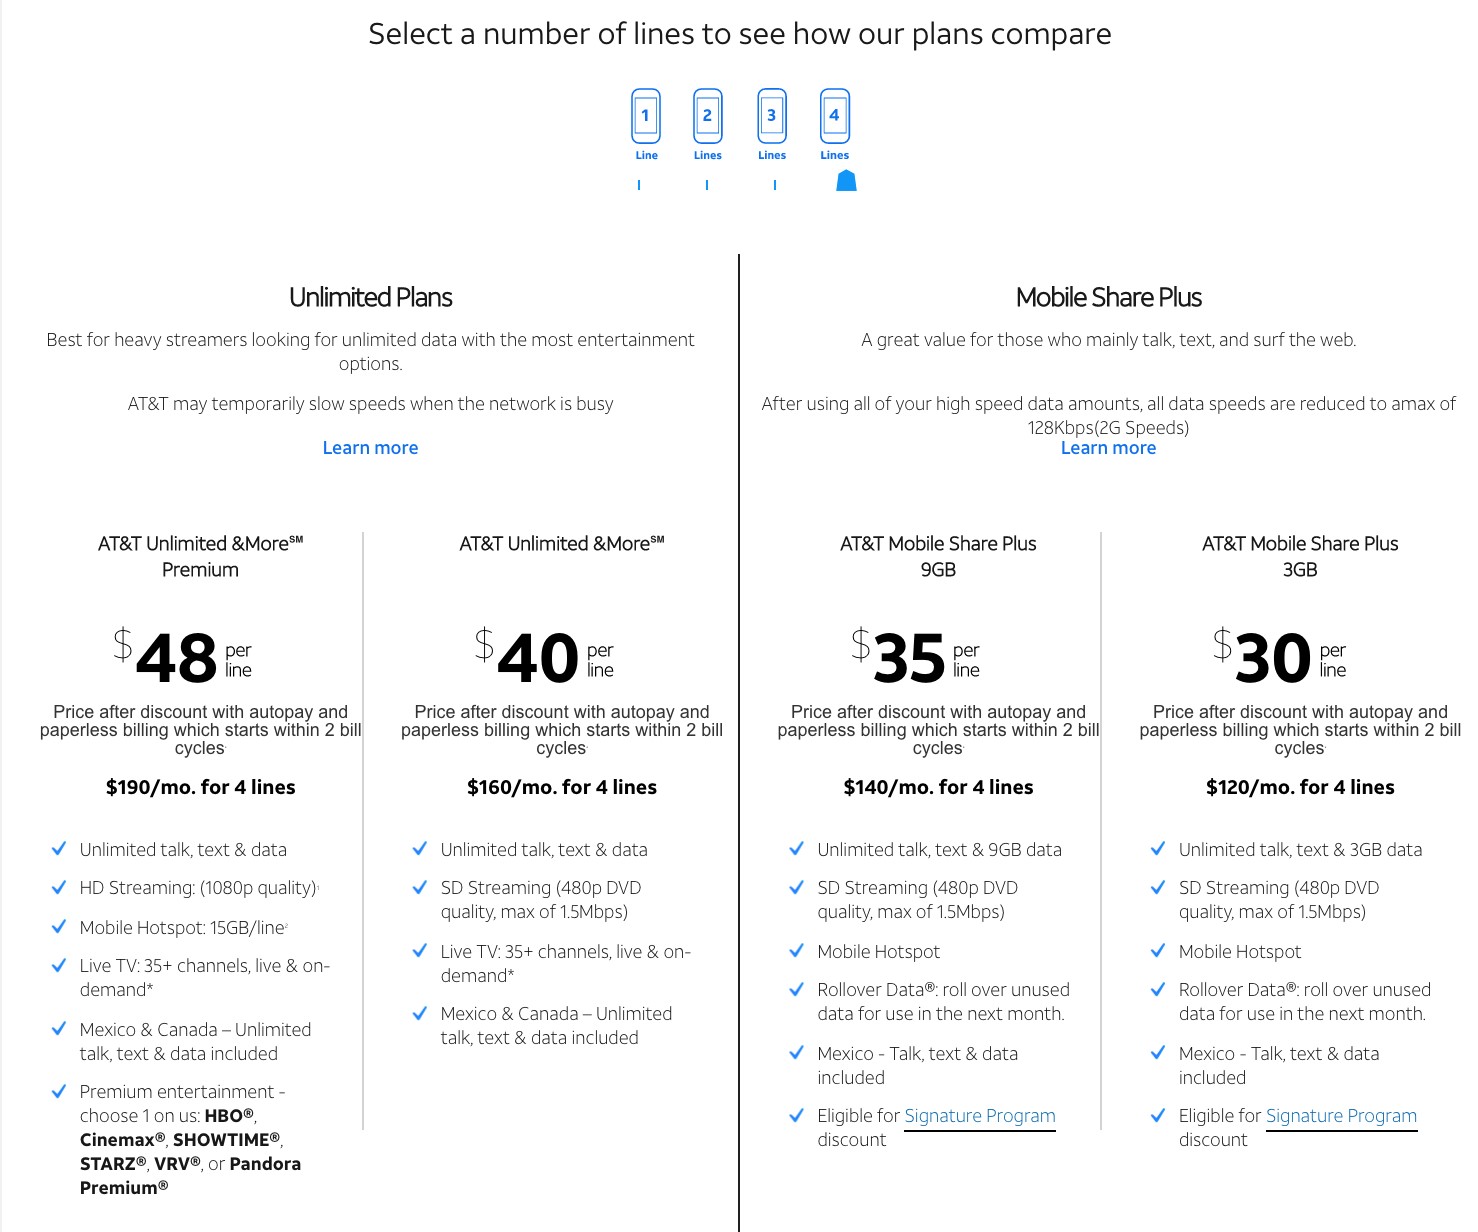 Select a number of lines to see how our plans compare
1 2 3 4
Line Lines Lines Lines
Unlimited Plans
Best for heavy streamers looking for unlimited data with the most entertainment
options.
AT&T may temporarily slow speeds when the network is busy
Learn more
Mobile Share Plus
A great value for those who mainly talk, text, and surf the web.
After using all of your high speed data amounts, all data speeds are reduced to amax of
128Kbps(2G Speeds)
Learn more
AT&T Unlimited &More℠
Premium
$48 per
line
Price after discount with autopay and
paperless billing which starts within 2 bill
cycles
$190/mo. for 4 lines
Unlimited talk, text & data
HD Streaming: (1080p quality)¹
Mobile Hotspot: 15GB/line²
Live TV: 35+ channels, live & on-
demand*
Mexico & Canada – Unlimited
talk, text & data included
Premium entertainment -
choose 1 on us: HBO®,
Cinemax®, SHOWTIME®,
STARZ®, VRV®, or Pandora
Premium®
AT&T Unlimited &More℠
$40 per
line
Price after discount with autopay and
paperless billing which starts within 2 bill
cycles
$160/mo. for 4 lines
Unlimited talk, text & data
SD Streaming (480p DVD
quality, max of 1.5Mbps)
Live TV: 35+ channels, live & on-
demand*
Mexico & Canada – Unlimited
talk, text & data included
AT&T Mobile Share Plus
9GB
$35 per
line
Price after discount with autopay and
paperless billing which starts within 2 bill
cycles
$140/mo. for 4 lines
Unlimited talk, text & 9GB data
SD Streaming (480p DVD
quality, max of 1.5Mbps)
Mobile Hotspot
Rollover Data®: roll over unused
data for use in the next month.
Mexico - Talk, text & data
included
Eligible for Signature Program
discount
AT&T Mobile Share Plus
3GB
$30 per
line
Price after discount with autopay and
paperless billing which starts within 2 bill
cycles
$120/mo. for 4 lines
Unlimited talk, text & 3GB data
SD Streaming (480p DVD
quality, max of 1.5Mbps)
Mobile Hotspot
Rollover Data®: roll over unused
data for use in the next month.
Mexico - Talk, text & data
included
Eligible for Signature Program
discount